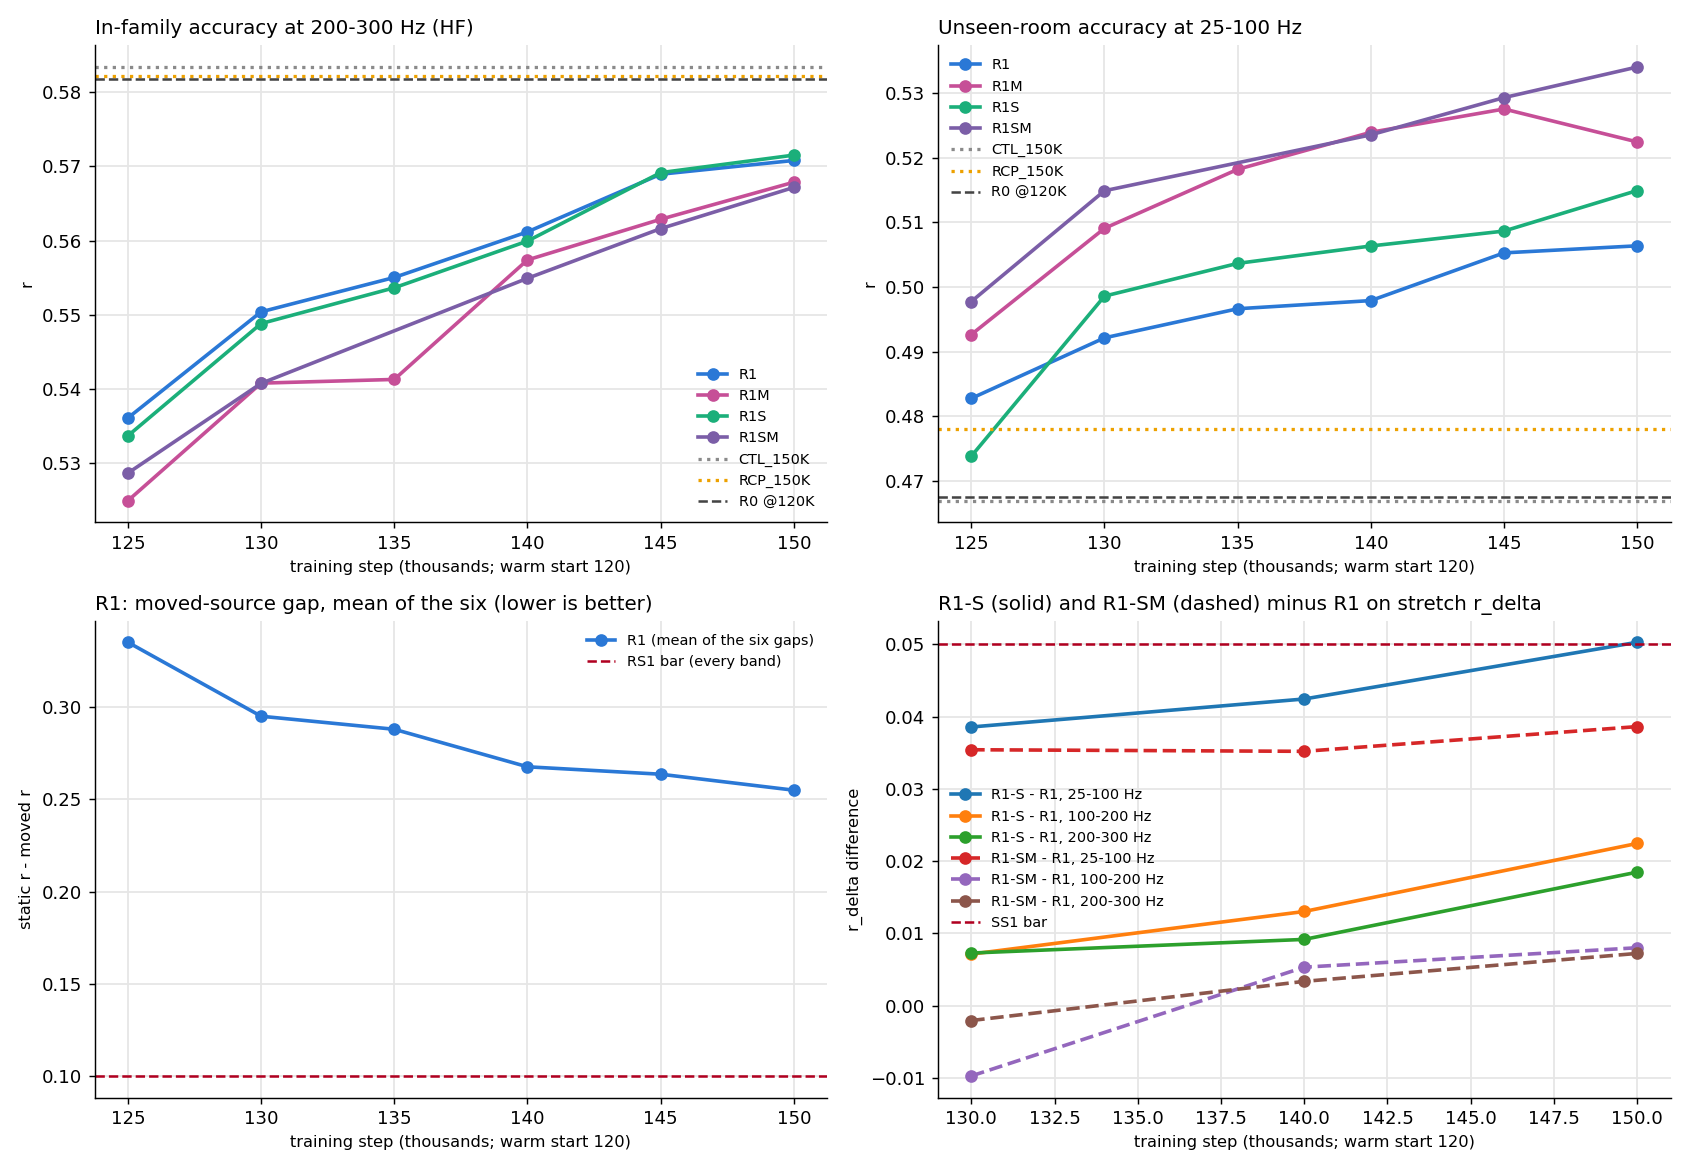 In-family accuracy at 200-300 Hz (HF)
r
0.58
0.57
0.56
0.55
0.54
0.53
125
130
135
140
145
150
training step (thousands; warm start 120)
R1
R1M
R1S
R1SM
CTL_150K
RCP_150K
R0 @120K
Unseen-room accuracy at 25-100 Hz
r
0.53
0.52
0.51
0.50
0.49
0.48
0.47
125
130
135
140
145
150
training step (thousands; warm start 120)
R1
R1M
R1S
R1SM
CTL_150K
RCP_150K
R0 @120K
R1: moved-source gap, mean of the six (lower is better)
static r - moved r
0.30
0.25
0.20
0.15
0.10
125
130
135
140
145
150
training step (thousands; warm start 120)
R1 (mean of the six gaps)
RS1 bar (every band)
R1-S (solid) and R1-SM (dashed) minus R1 on stretch r_delta
r_delta difference
0.05
0.04
0.03
0.02
0.01
0.00
−0.01
130.0
132.5
135.0
137.5
140.0
142.5
145.0
147.5
150.0
training step (thousands; warm start 120)
R1-S - R1, 25-100 Hz
R1-S - R1, 100-200 Hz
R1-S - R1, 200-300 Hz
R1-SM - R1, 25-100 Hz
R1-SM - R1, 100-200 Hz
R1-SM - R1, 200-300 Hz
SS1 bar